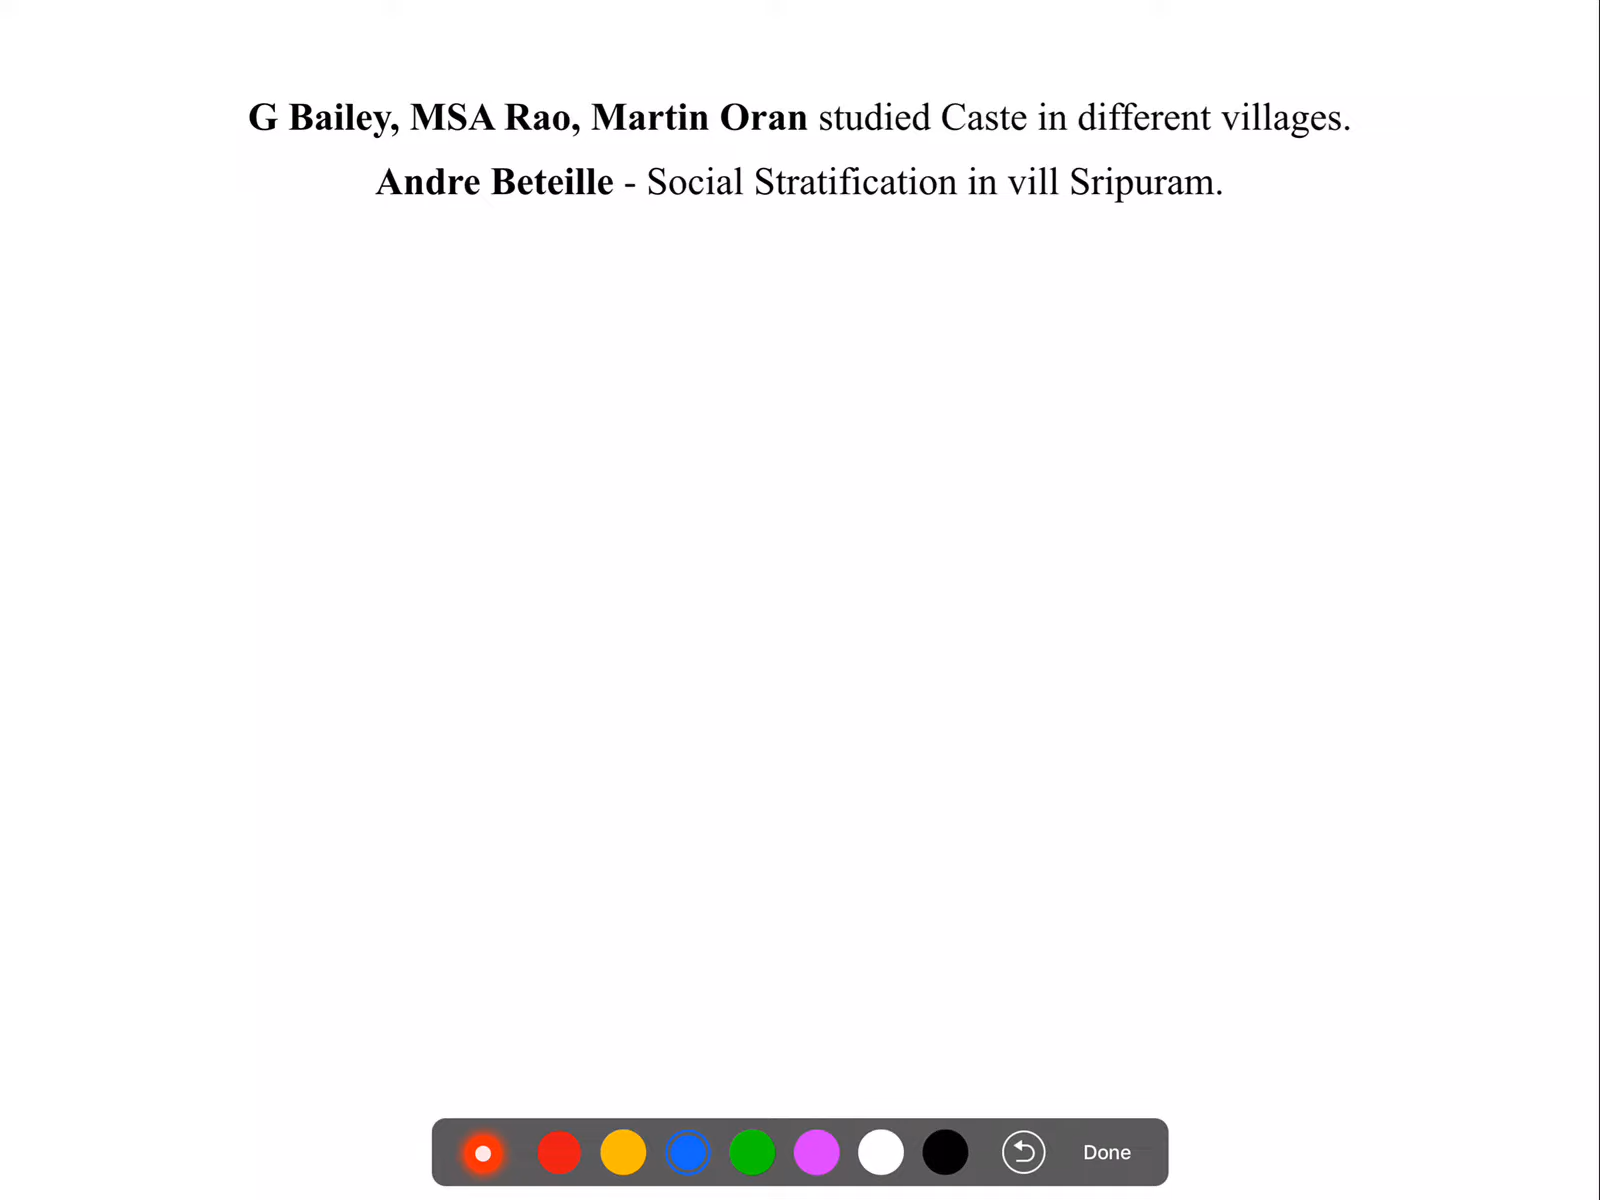 G Bailey, MSA Rao, Martin Oran studied Caste in different villages.
Andre Beteille - Social Stratification in vill Sripuram.
Done